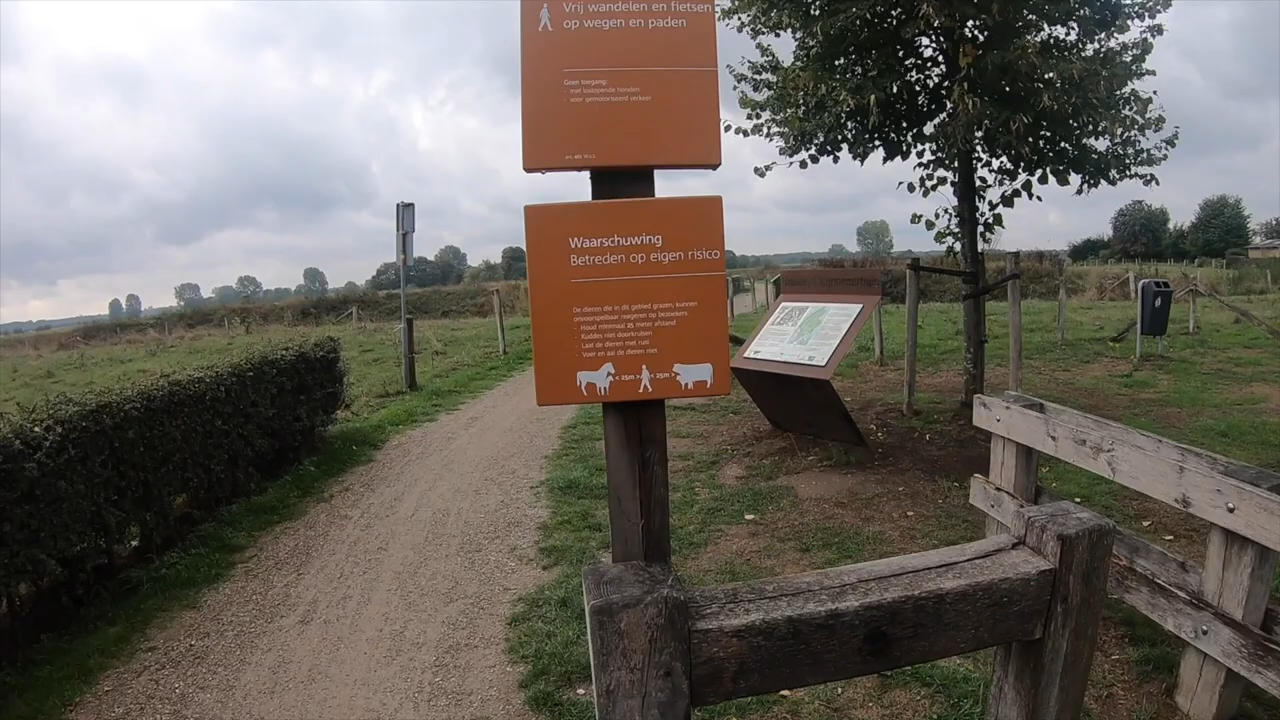 Vrij wandelen en fietsen
op wegen en paden
Geen toegang:
- met loslopende honden
- voor gemotoriseerd verkeer
art. 461 W.v.S.
Waarschuwing
Betreden op eigen risico
De dieren die in dit gebied grazen, kunnen
onvoorspelbaar reageren op bezoekers
- Houd minimaal 25 meter afstand
- Kuddes niet doorkruisen
- Laat de dieren met rust
- Voer en aai de dieren niet
< 25m > < 25m >